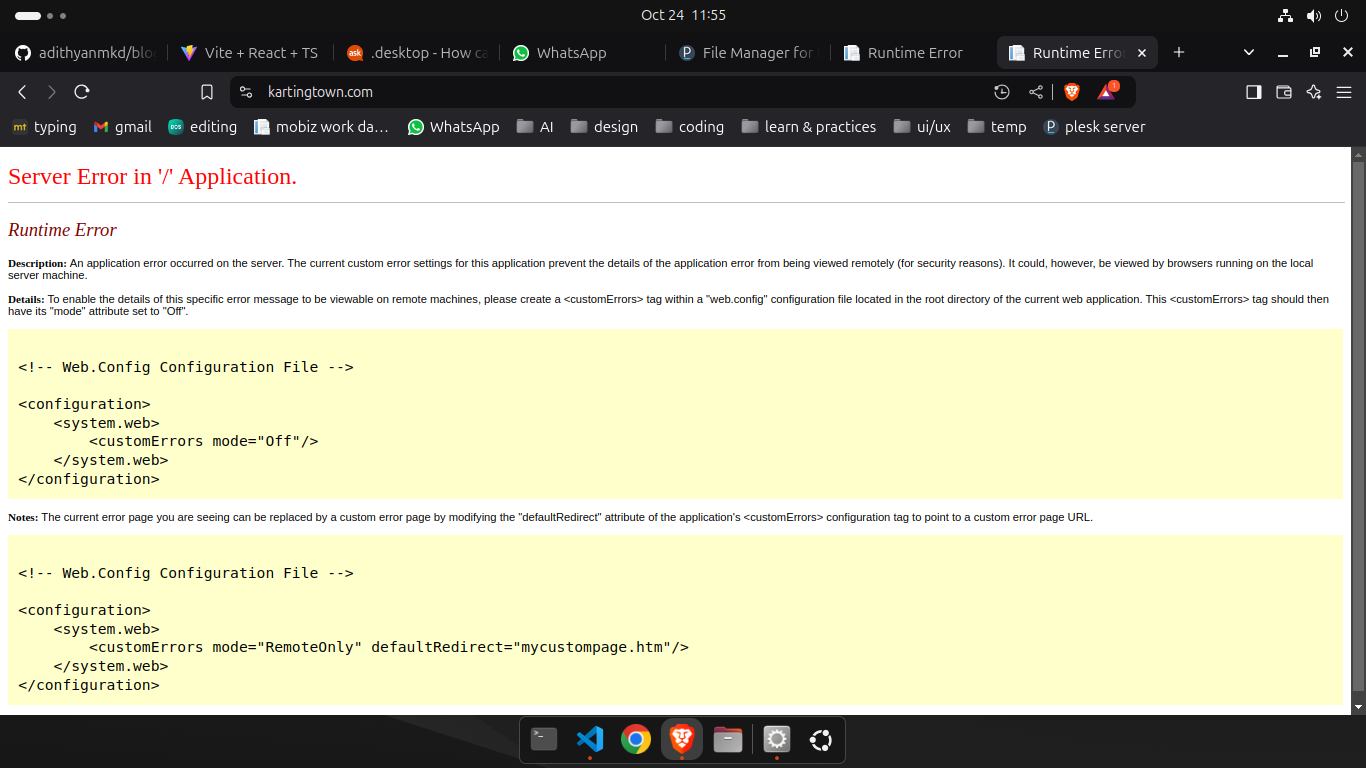 Oct 24 11:55
adithyanmkd/blo
Vite + React + TS
.desktop - How ca
WhatsApp
File Manager for
Runtime Error
Runtime Erro
kartingtown.com
1
mt typing
gmail
editing
mobiz work da…
WhatsApp
AI
design
coding
learn & practices
ui/ux
temp
plesk server
Server Error in '/' Application.
Runtime Error
Description: An application error occurred on the server. The current custom error settings for this application prevent the details of the application error from being viewed remotely (for security reasons). It could, however, be viewed by browsers running on the local
server machine.
Details: To enable the details of this specific error message to be viewable on remote machines, please create a <customErrors> tag within a "web.config" configuration file located in the root directory of the current web application. This <customErrors> tag should then
have its "mode" attribute set to "Off".
<!-- Web.Config Configuration File -->
<configuration>
    <system.web>
        <customErrors mode="Off"/>
    </system.web>
</configuration>
Notes: The current error page you are seeing can be replaced by a custom error page by modifying the "defaultRedirect" attribute of the application's <customErrors> configuration tag to point to a custom error page URL.
<!-- Web.Config Configuration File -->
<configuration>
    <system.web>
        <customErrors mode="RemoteOnly" defaultRedirect="mycustompage.htm"/>
    </system.web>
</configuration>